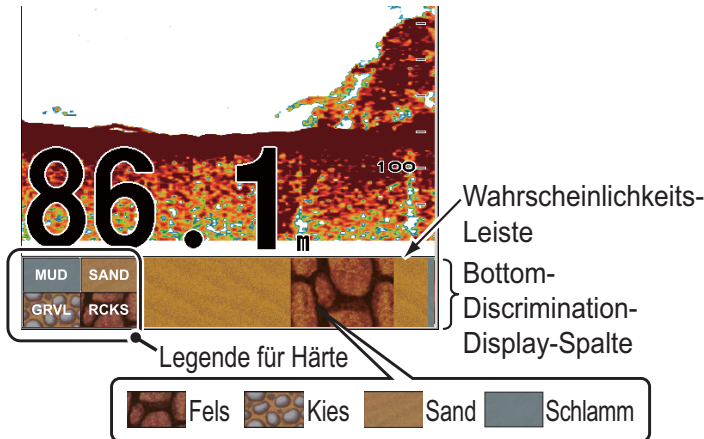 100
86.1 m
Wahrscheinlichkeits-
Leiste
MUD SAND
GRVL RCKS
Bottom-
Discrimination-
Display-Spalte
Legende für Härte
Fels Kies Sand Schlamm